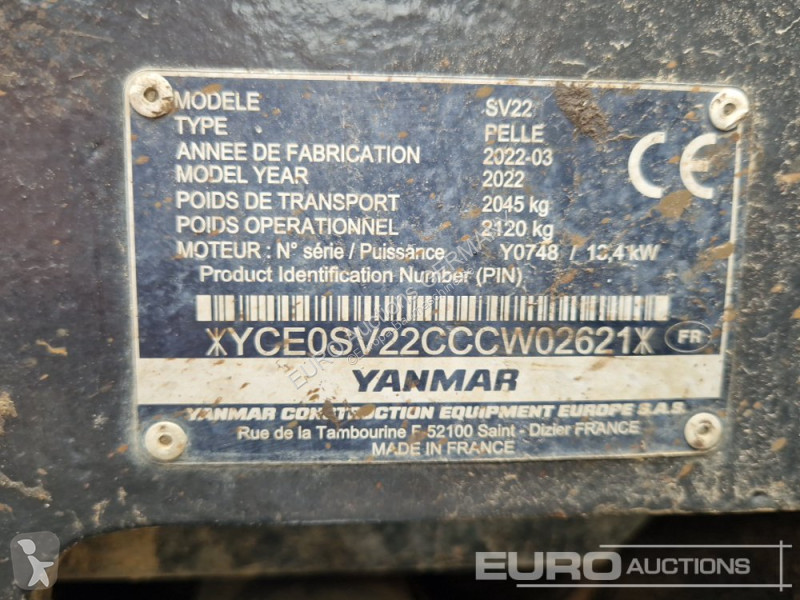 MODELE SV22
TYPE PELLE
ANNEE DE FABRICATION 2022-03
MODEL YEAR 2022
POIDS DE TRANSPORT 2045 kg
POIDS OPERATIONNEL 2120 kg
MOTEUR : N° série / Puissance Y0748 / 13,4 kW
Product Identification Number (PIN)
CE
*YCE0SV22CCCW02621* FR
YANMAR
YANMAR CONSTRUCTION EQUIPMENT EUROPE S.A.S.
Rue de la Tambourine F-52100 Saint - Dizier FRANCE
MADE IN FRANCE
EURO AUCTIONS